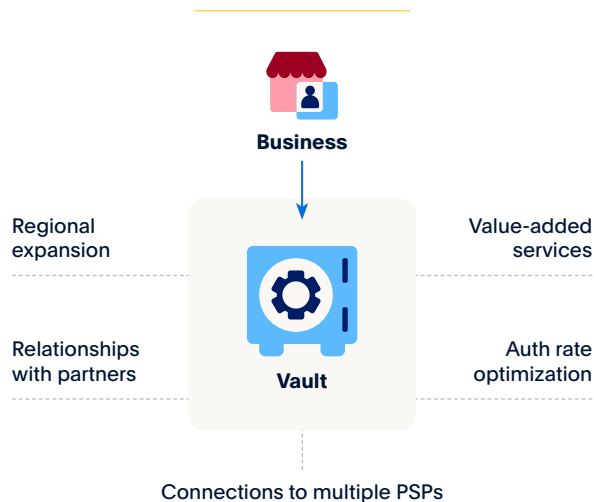 Business
Regional
expansion
Value-added
services
Relationships
with partners
Auth rate
optimization
Vault
Connections to multiple PSPs